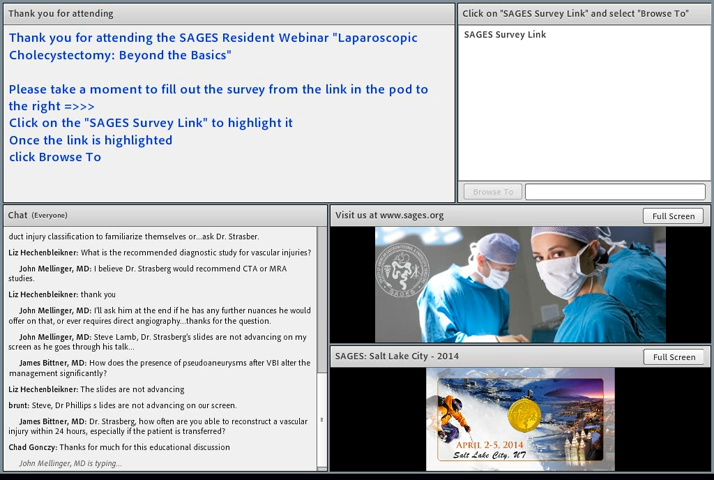 Thank you for attending
Thank you for attending the SAGES Resident Webinar "Laparoscopic
Cholecystectomy: Beyond the Basics"
Please take a moment to fill out the survey from the link in the pod to
the right =>>>
Click on the "SAGES Survey Link" to highlight it
Once the link is highlighted
click Browse To
Click on "SAGES Survey Link" and select "Browse To"
SAGES Survey Link
Browse To
Chat (Everyone)
duct injury classification to familiarize themselves or...ask Dr. Strasber.
Liz Hechenbleikner: What is the recommended diagnostic study for vascular injuries?
John Mellinger, MD: I believe Dr. Strasberg would recommend CTA or MRA
studies.
Liz Hechenbleikner: thank you
John Mellinger, MD: I'll ask him at the end if he has any further nuances he would
offer on that, or ever requires direct angiography...thanks for the question.
John Mellinger, MD: Steve Lamb, Dr. Strasberg's slides are not advancing on my
screen as he goes through his talk...
James Bittner, MD: How does the presence of pseudoaneurysms after VBI alter the
management significantly?
Liz Hechenbleikner: The slides are not advancing
brunt: Steve, Dr Phillips s lides are not advancing on our screen.
James Bittner, MD: Dr. Strasberg, how often are you able to reconstruct a vascular
injury within 24 hours, especially if the patient is transferred?
Chad Gonczy: Thanks for much for this educational discussion
John Mellinger, MD is typing...
Visit us at www.sages.org
Full Screen
SAGES
SAGES: Salt Lake City - 2014
Full Screen
APRIL 2-5, 2014
Salt Lake City, UT